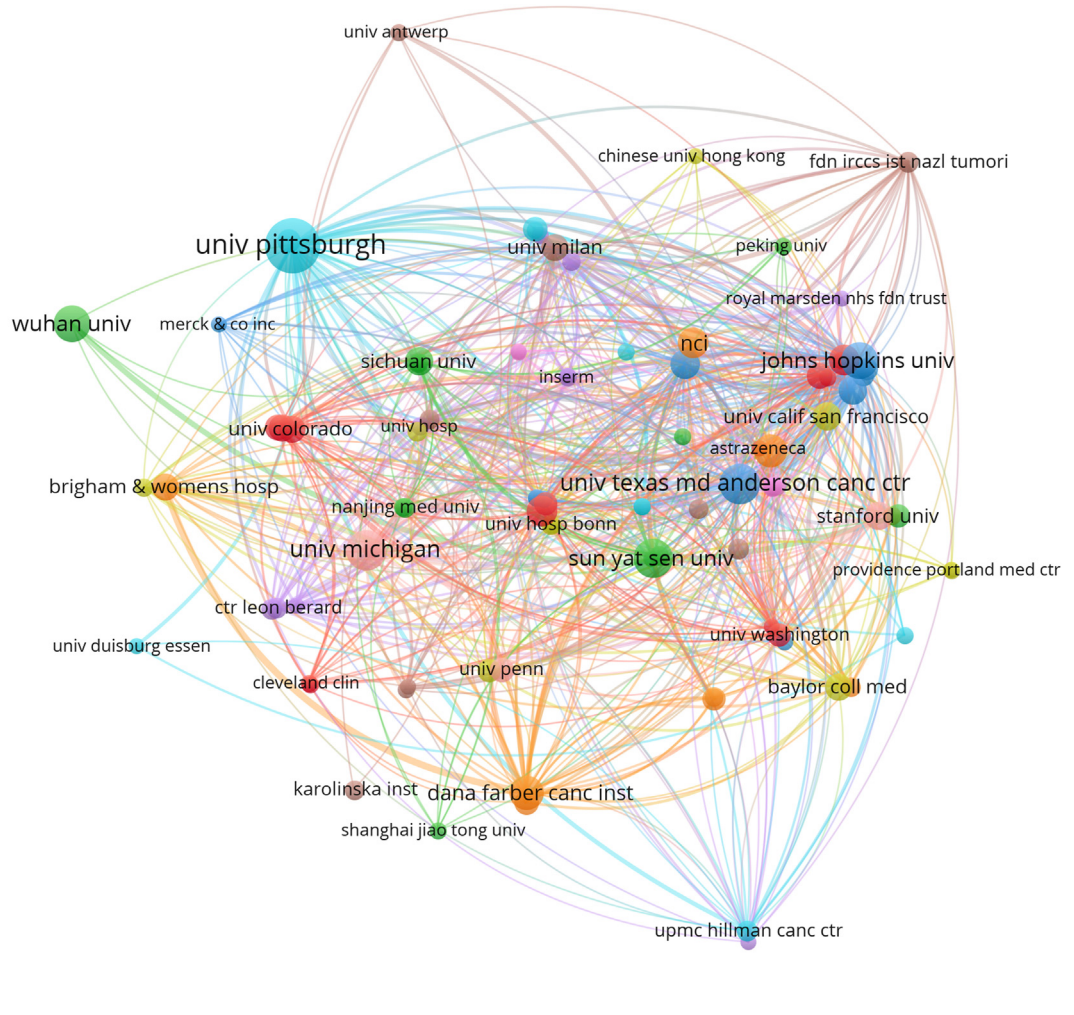 univ antwerp
chinese univ hong kong
fdn irccs ist nazl tumori
univ pittsburgh
univ milan
peking univ
royal marsden nhs fdn trust
wuhan univ
merck & co inc
nci
sichuan univ
johns hopkins univ
inserm
univ calif san francisco
univ colorado
univ hosp
astrazeneca
brigham & womens hosp
univ texas md anderson canc ctr
nanjing med univ
univ hosp bonn
stanford univ
univ michigan
sun yat sen univ
providence portland med ctr
ctr leon berard
univ washington
univ duisburg essen
cleveland clin
univ penn
baylor coll med
karolinska inst
dana farber canc inst
shanghai jiao tong univ
upmc hillman canc ctr